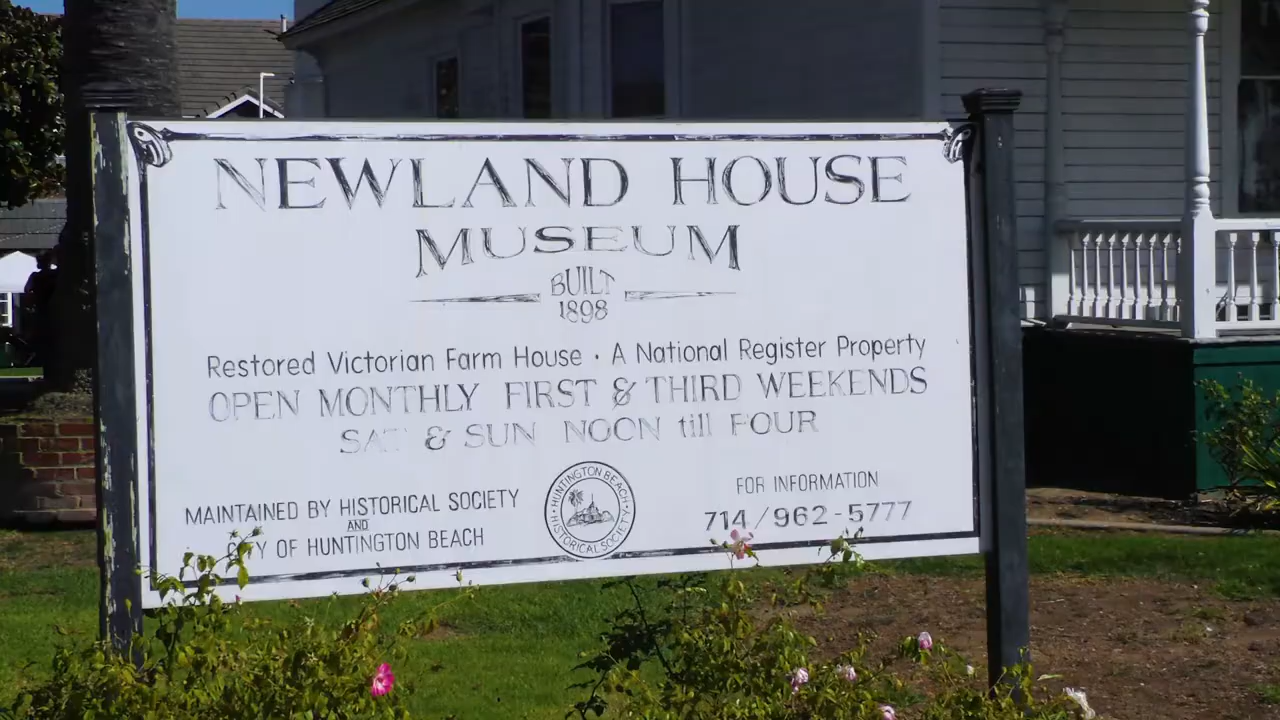 NEWLAND HOUSE
MUSEUM
BUILT
1898
Restored Victorian Farm House · A National Register Property
OPEN MONTHLY FIRST & THIRD WEEKENDS
SAT & SUN NOON till FOUR
MAINTAINED BY HISTORICAL SOCIETY
AND
Y OF HUNTINGTON BEACH
HUNTINGTON BEACH
HISTORICAL SOCIETY
FOR INFORMATION
714/962-5777